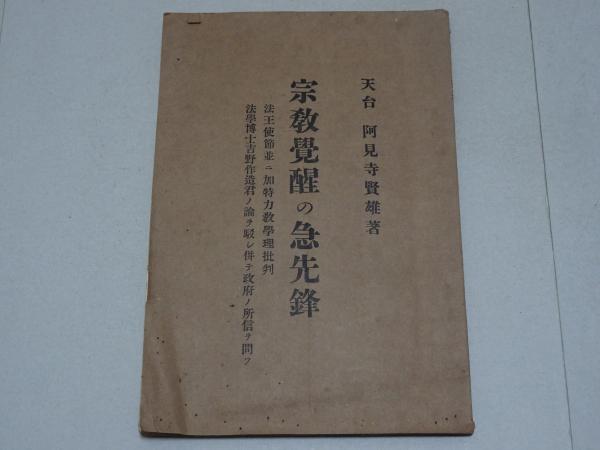 天台 阿見寺賢雄著
宗教覺醒の急先鋒
法王使節並ニ加特力教學理批判
法學博士吉野作造君ノ論ヲ駁シ併テ政府ノ所信ヲ問フ